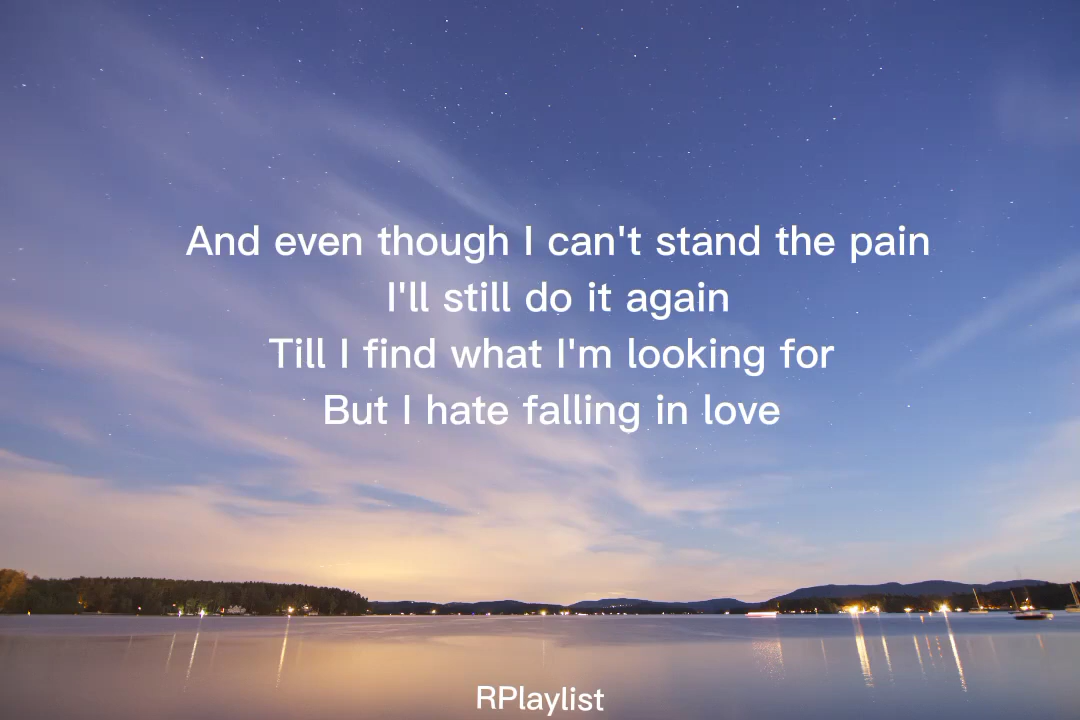 And even though I can't stand the pain
I'll still do it again
Till I find what I'm looking for
But I hate falling in love
RPlaylist